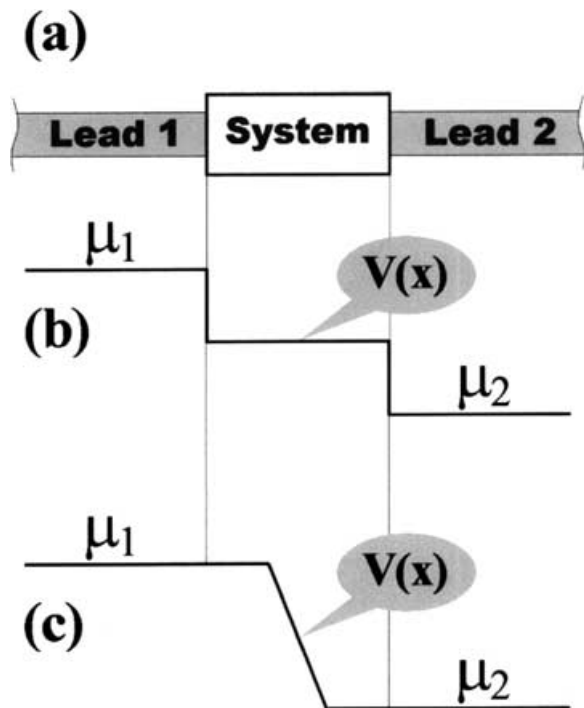 (a)
Lead 1 System Lead 2
μ₁
V(x)
(b)
μ₂
μ₁
V(x)
(c)
μ₂